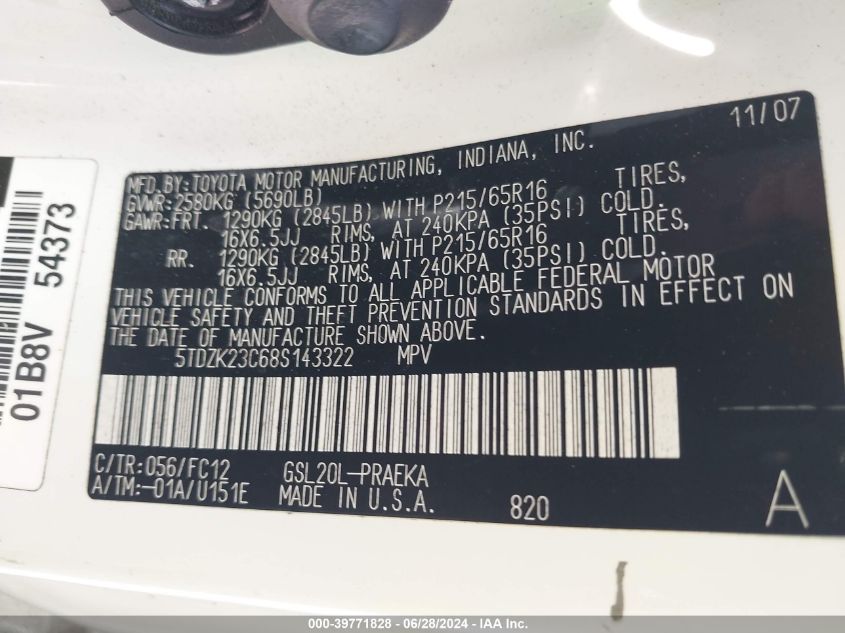 11/07
MFD.BY:TOYOTA MOTOR MANUFACTURING, INDIANA, INC.
GVWR:2580KG (5690LB)
GAWR:FRT. 1290KG (2845LB) WITH P215/65R16 TIRES,
16X6.5JJ RIMS, AT 240KPA (35PSI) COLD.
RR. 1290KG (2845LB) WITH P215/65R16 TIRES,
16X6.5JJ RIMS, AT 240KPA (35PSI) COLD.
THIS VEHICLE CONFORMS TO ALL APPLICABLE FEDERAL MOTOR
VEHICLE SAFETY AND THEFT PREVENTION STANDARDS IN EFFECT ON
THE DATE OF MANUFACTURE SHOWN ABOVE.
5TDZK23C68S143322 MPV
C/TR:056/FC12 GSL20L-PRAEKA
A/TM:-01A/U151E MADE IN U.S.A. 820 A
01B8V 54373
000-39771828 - 06/28/2024 - IAA Inc.